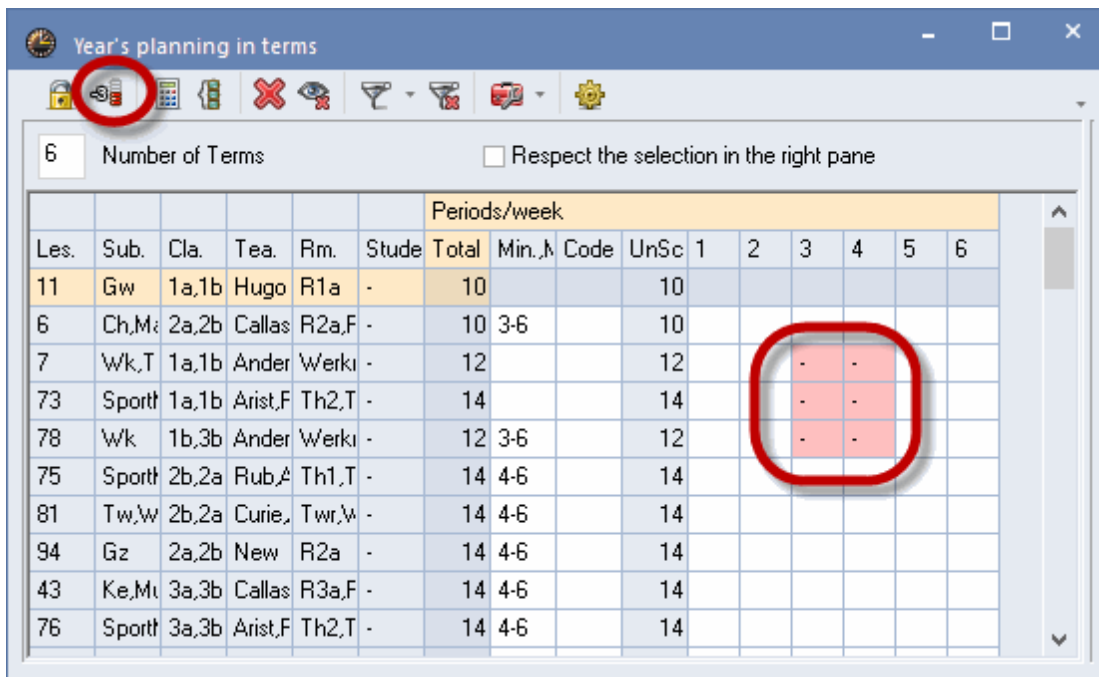 Year's planning in terms
6 Number of Terms Respect the selection in the right pane
Periods/week
Les. Sub. Cla. Tea. Rm. Stude Total Min.,M Code UnSc 1 2 3 4 5 6
11 Gw 1a,1b Hugo R1a - 10 10
6 Ch,Ma 2a,2b Callas R2a,F - 10 3-6 10
7 Wk,T 1a,1b Ander Werkı - 12 12 - -
73 Sporth 1a,1b Arist,F Th2,T - 14 14 - -
78 Wk 1b,3b Ander Werkı - 12 3-6 12 - -
75 Sporth 2b,2a Rub,A Th1,T - 14 4-6 14
81 Tw,W 2b,2a Curie, Twr,W - 14 4-6 14
94 Gz 2a,2b New R2a - 14 4-6 14
43 Ke,Mu 3a,3b Callas R3a,F - 14 4-6 14
76 Sporth 3a,3b Arist,F Th2,T - 14 4-6 14